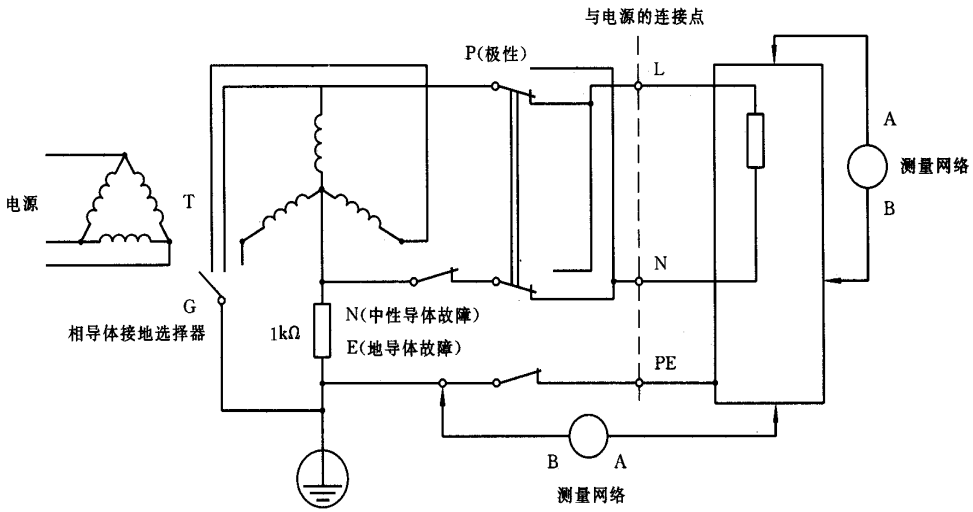 与电源的连接点
P(极性)
L
A
测量网络
B
电源
T
N
G
相导体接地选择器
1kΩ
N(中性导体故障)
E(地导体故障)
PE
B
A
测量网络